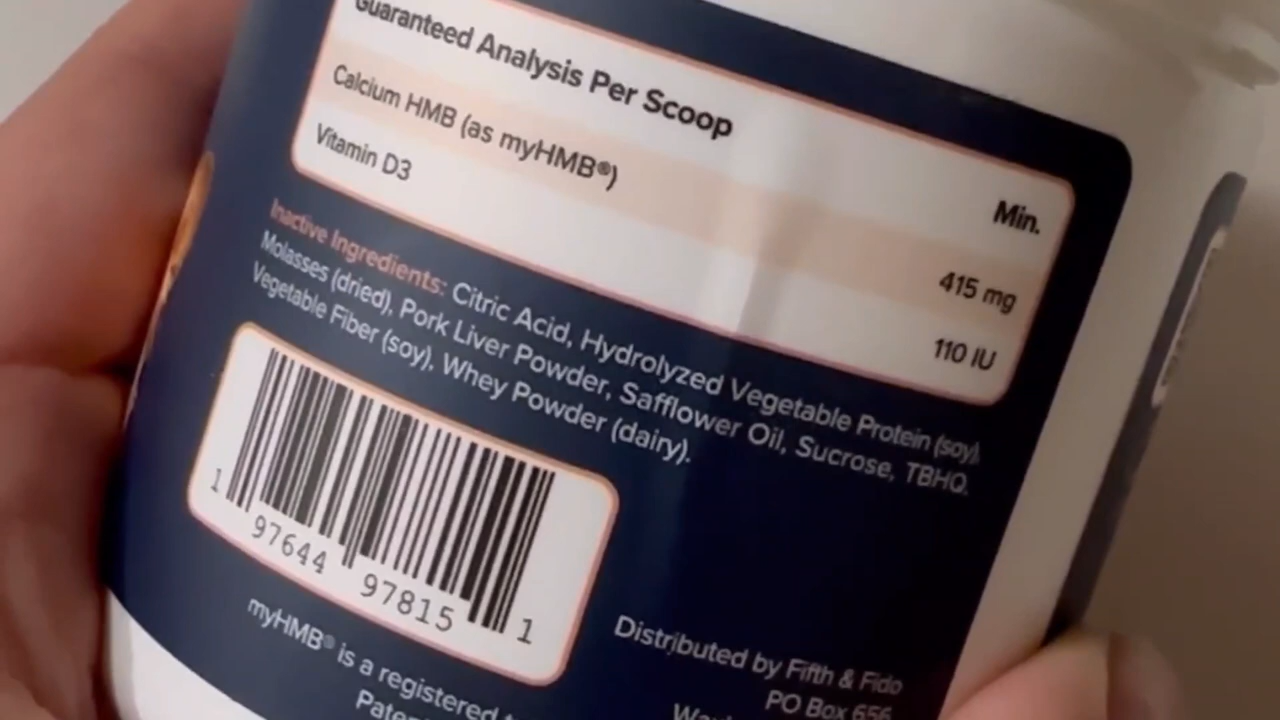 Guaranteed Analysis Per Scoop
Min.
Calcium HMB (as myHMB®) 415 mg
Vitamin D3 110 IU
Inactive Ingredients: Citric Acid, Hydrolyzed Vegetable Protein (soy),
Molasses (dried), Pork Liver Powder, Safflower Oil, Sucrose, TBHQ,
Vegetable Fiber (soy), Whey Powder (dairy).
1 97644 97815 1
myHMB® is a registered
Distributed by Fifth & Fido
PO Box 656